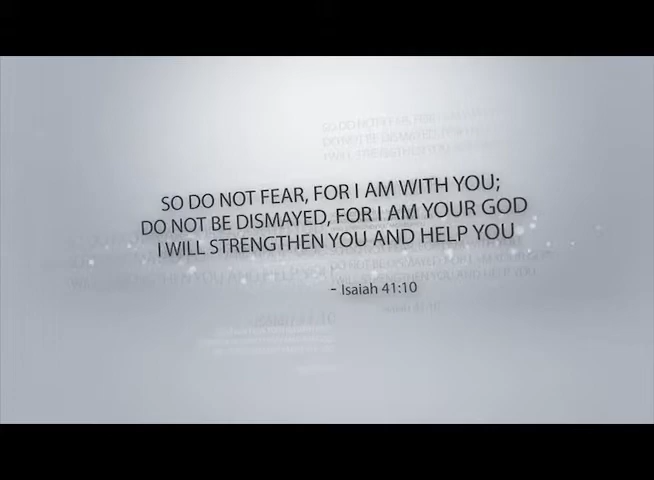 SO DO NOT FEAR, FOR I AM WITH YOU;
DO NOT BE DISMAYED, FOR I AM YOUR GOD
I WILL STRENGTHEN YOU AND HELP YOU
- Isaiah 41:10